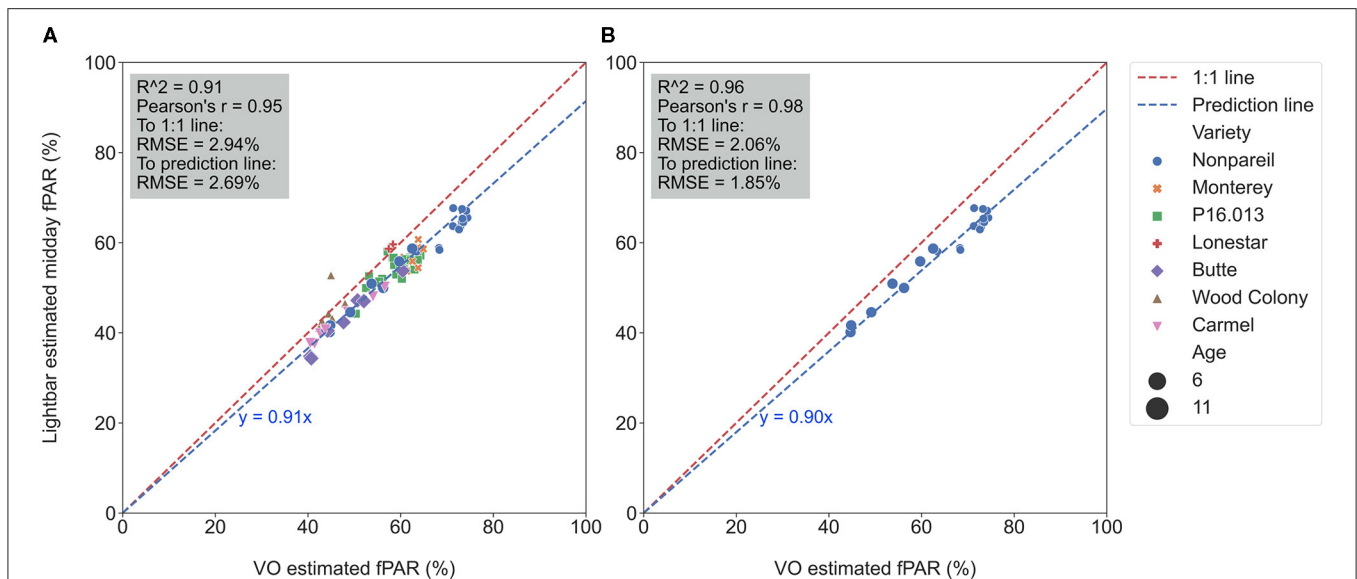 A
B
100
80
60
40
20
0
Lightbar estimated midday fPAR (%)
R^2 = 0.91
Pearson's r = 0.95
To 1:1 line:
RMSE = 2.94%
To prediction line:
RMSE = 2.69%
y = 0.91x
0 20 40 60 80 100
VO estimated fPAR (%)
100
80
60
40
20
0
R^2 = 0.96
Pearson's r = 0.98
To 1:1 line:
RMSE = 2.06%
To prediction line:
RMSE = 1.85%
y = 0.90x
0 20 40 60 80 100
VO estimated fPAR (%)
1:1 line
Prediction line
Variety
Nonpareil
Monterey
P16.013
Lonestar
Butte
Wood Colony
Carmel
Age
6
11